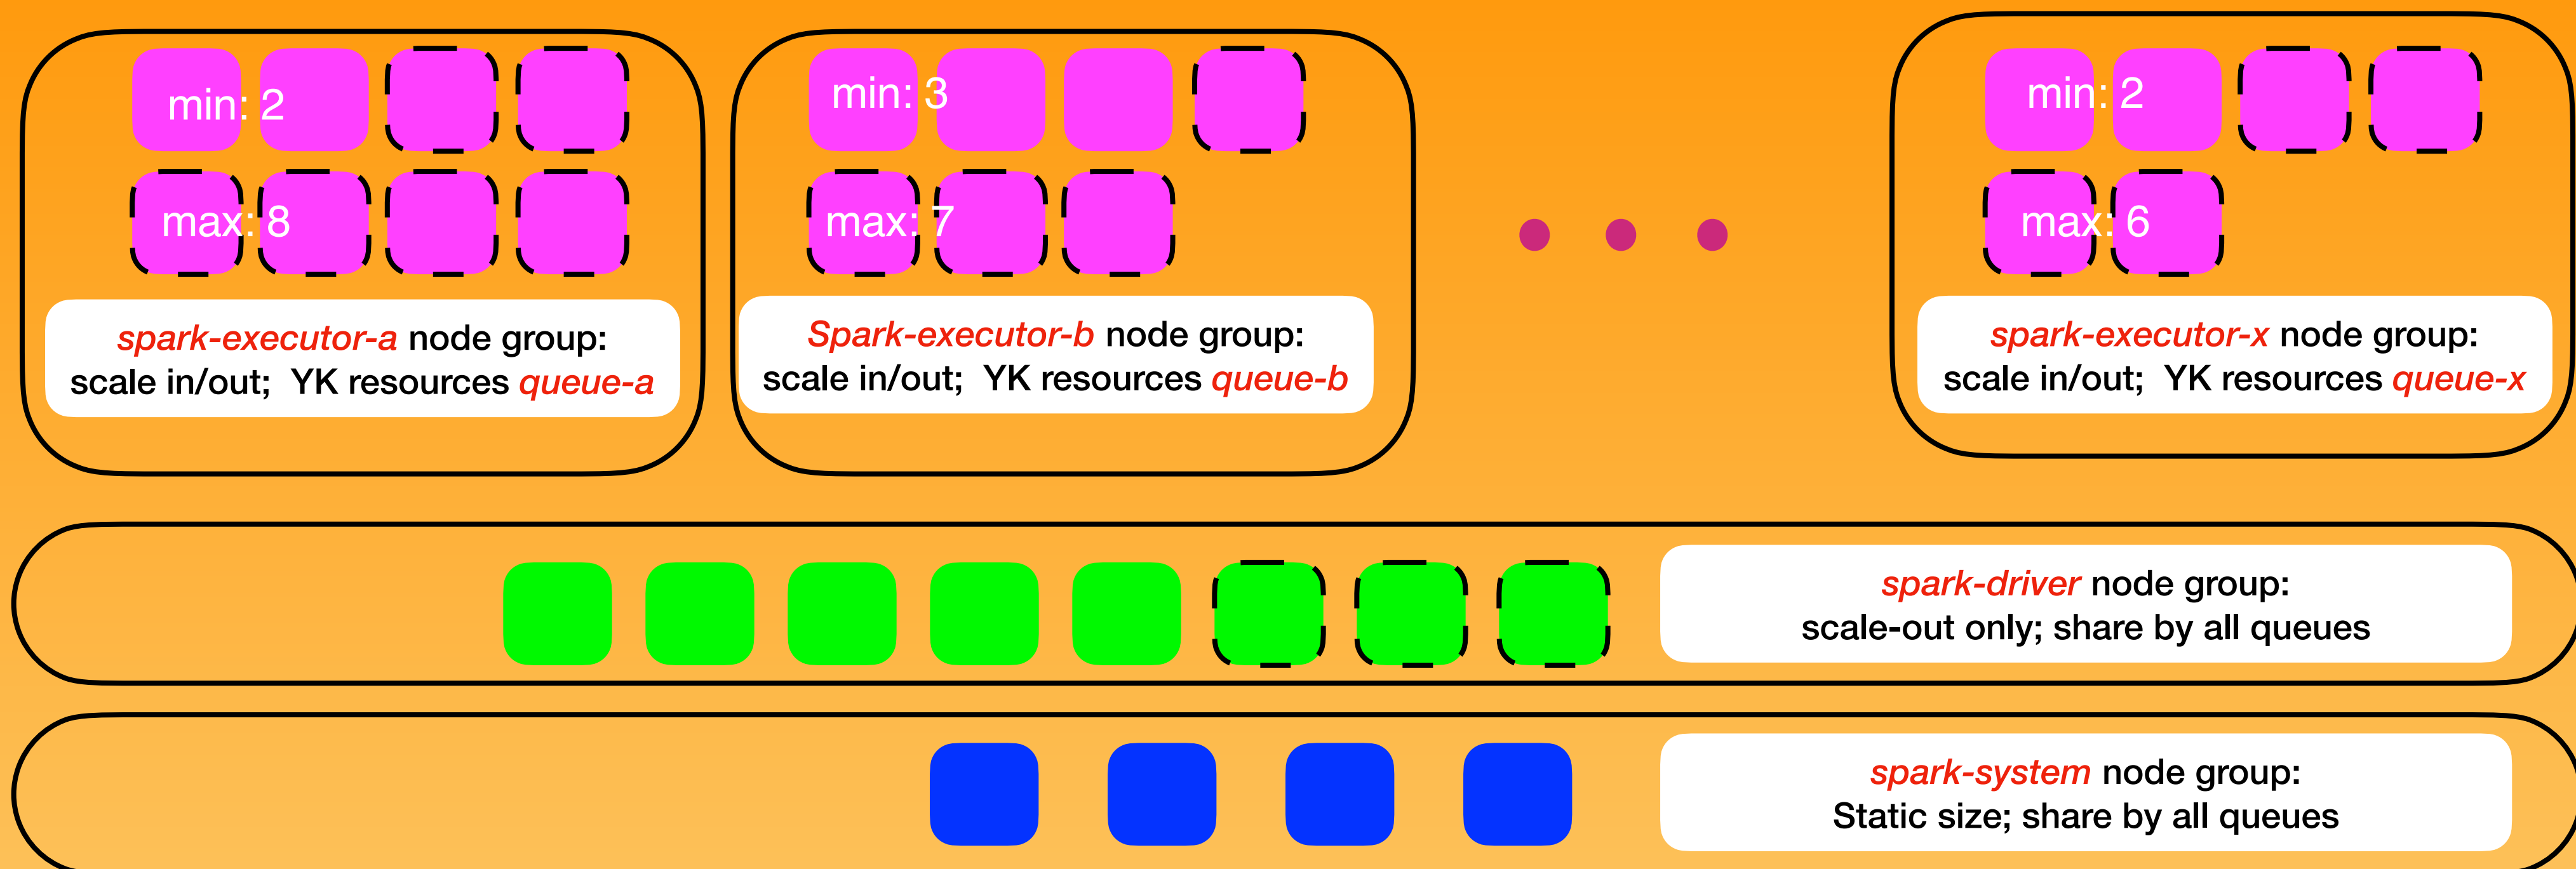 min: 2
max: 8
spark-executor-a node group:
scale in/out;  YK resources queue-a
min: 3
max: 7
Spark-executor-b node group:
scale in/out;  YK resources queue-b
min: 2
max: 6
spark-executor-x node group:
scale in/out;  YK resources queue-x
spark-driver node group:
scale-out only; share by all queues
spark-system node group:
Static size; share by all queues